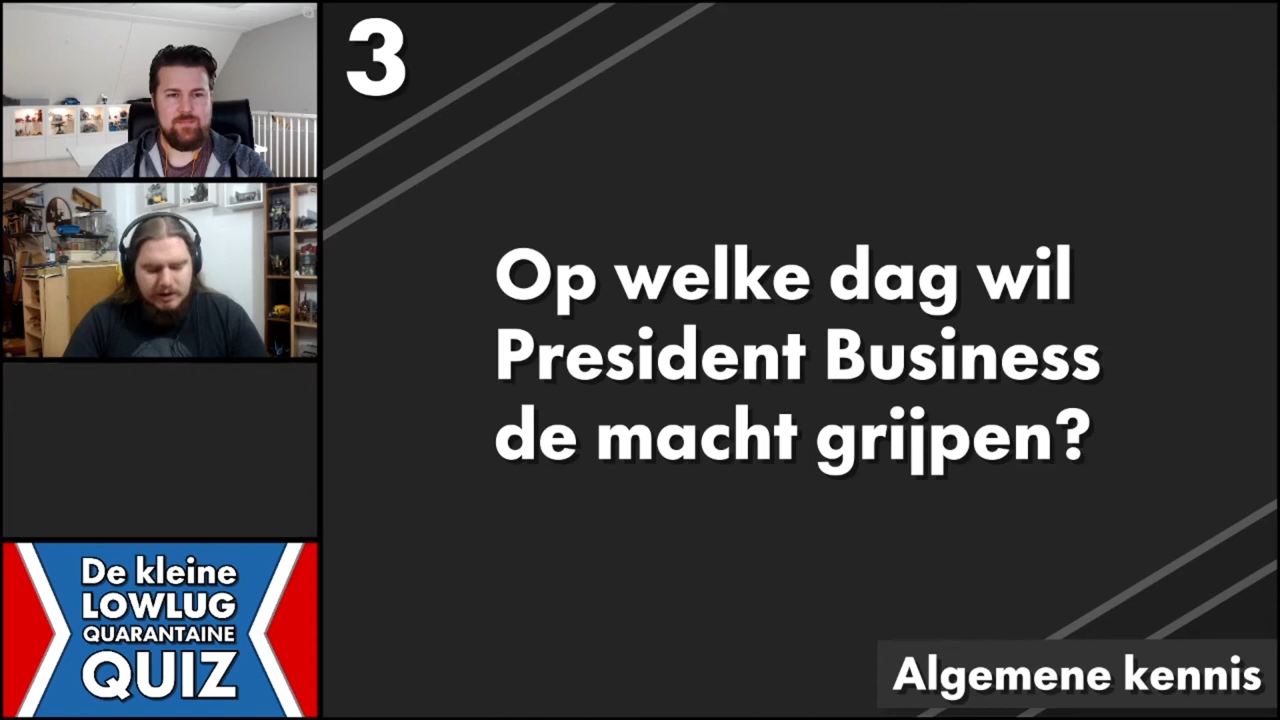 3
Op welke dag wil
President Business
de macht grijpen?
De kleine
LOWLUG
QUARANTAINE
QUIZ
Algemene kennis